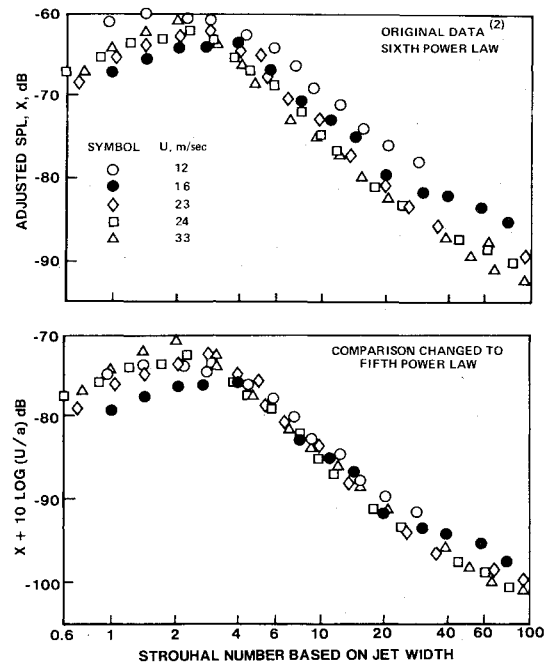 -60
-70
-80
-90
ADJUSTED SPL, X, dB
ORIGINAL DATA (2)
SIXTH POWER LAW
SYMBOL U, m/sec
12
16
23
24
33
-70
-80
-90
-100
X + 10 LOG (U/a) dB
COMPARISON CHANGED TO
FIFTH POWER LAW
0.6 1 2 4 6 10 20 40 60 100
STROUHAL NUMBER BASED ON JET WIDTH